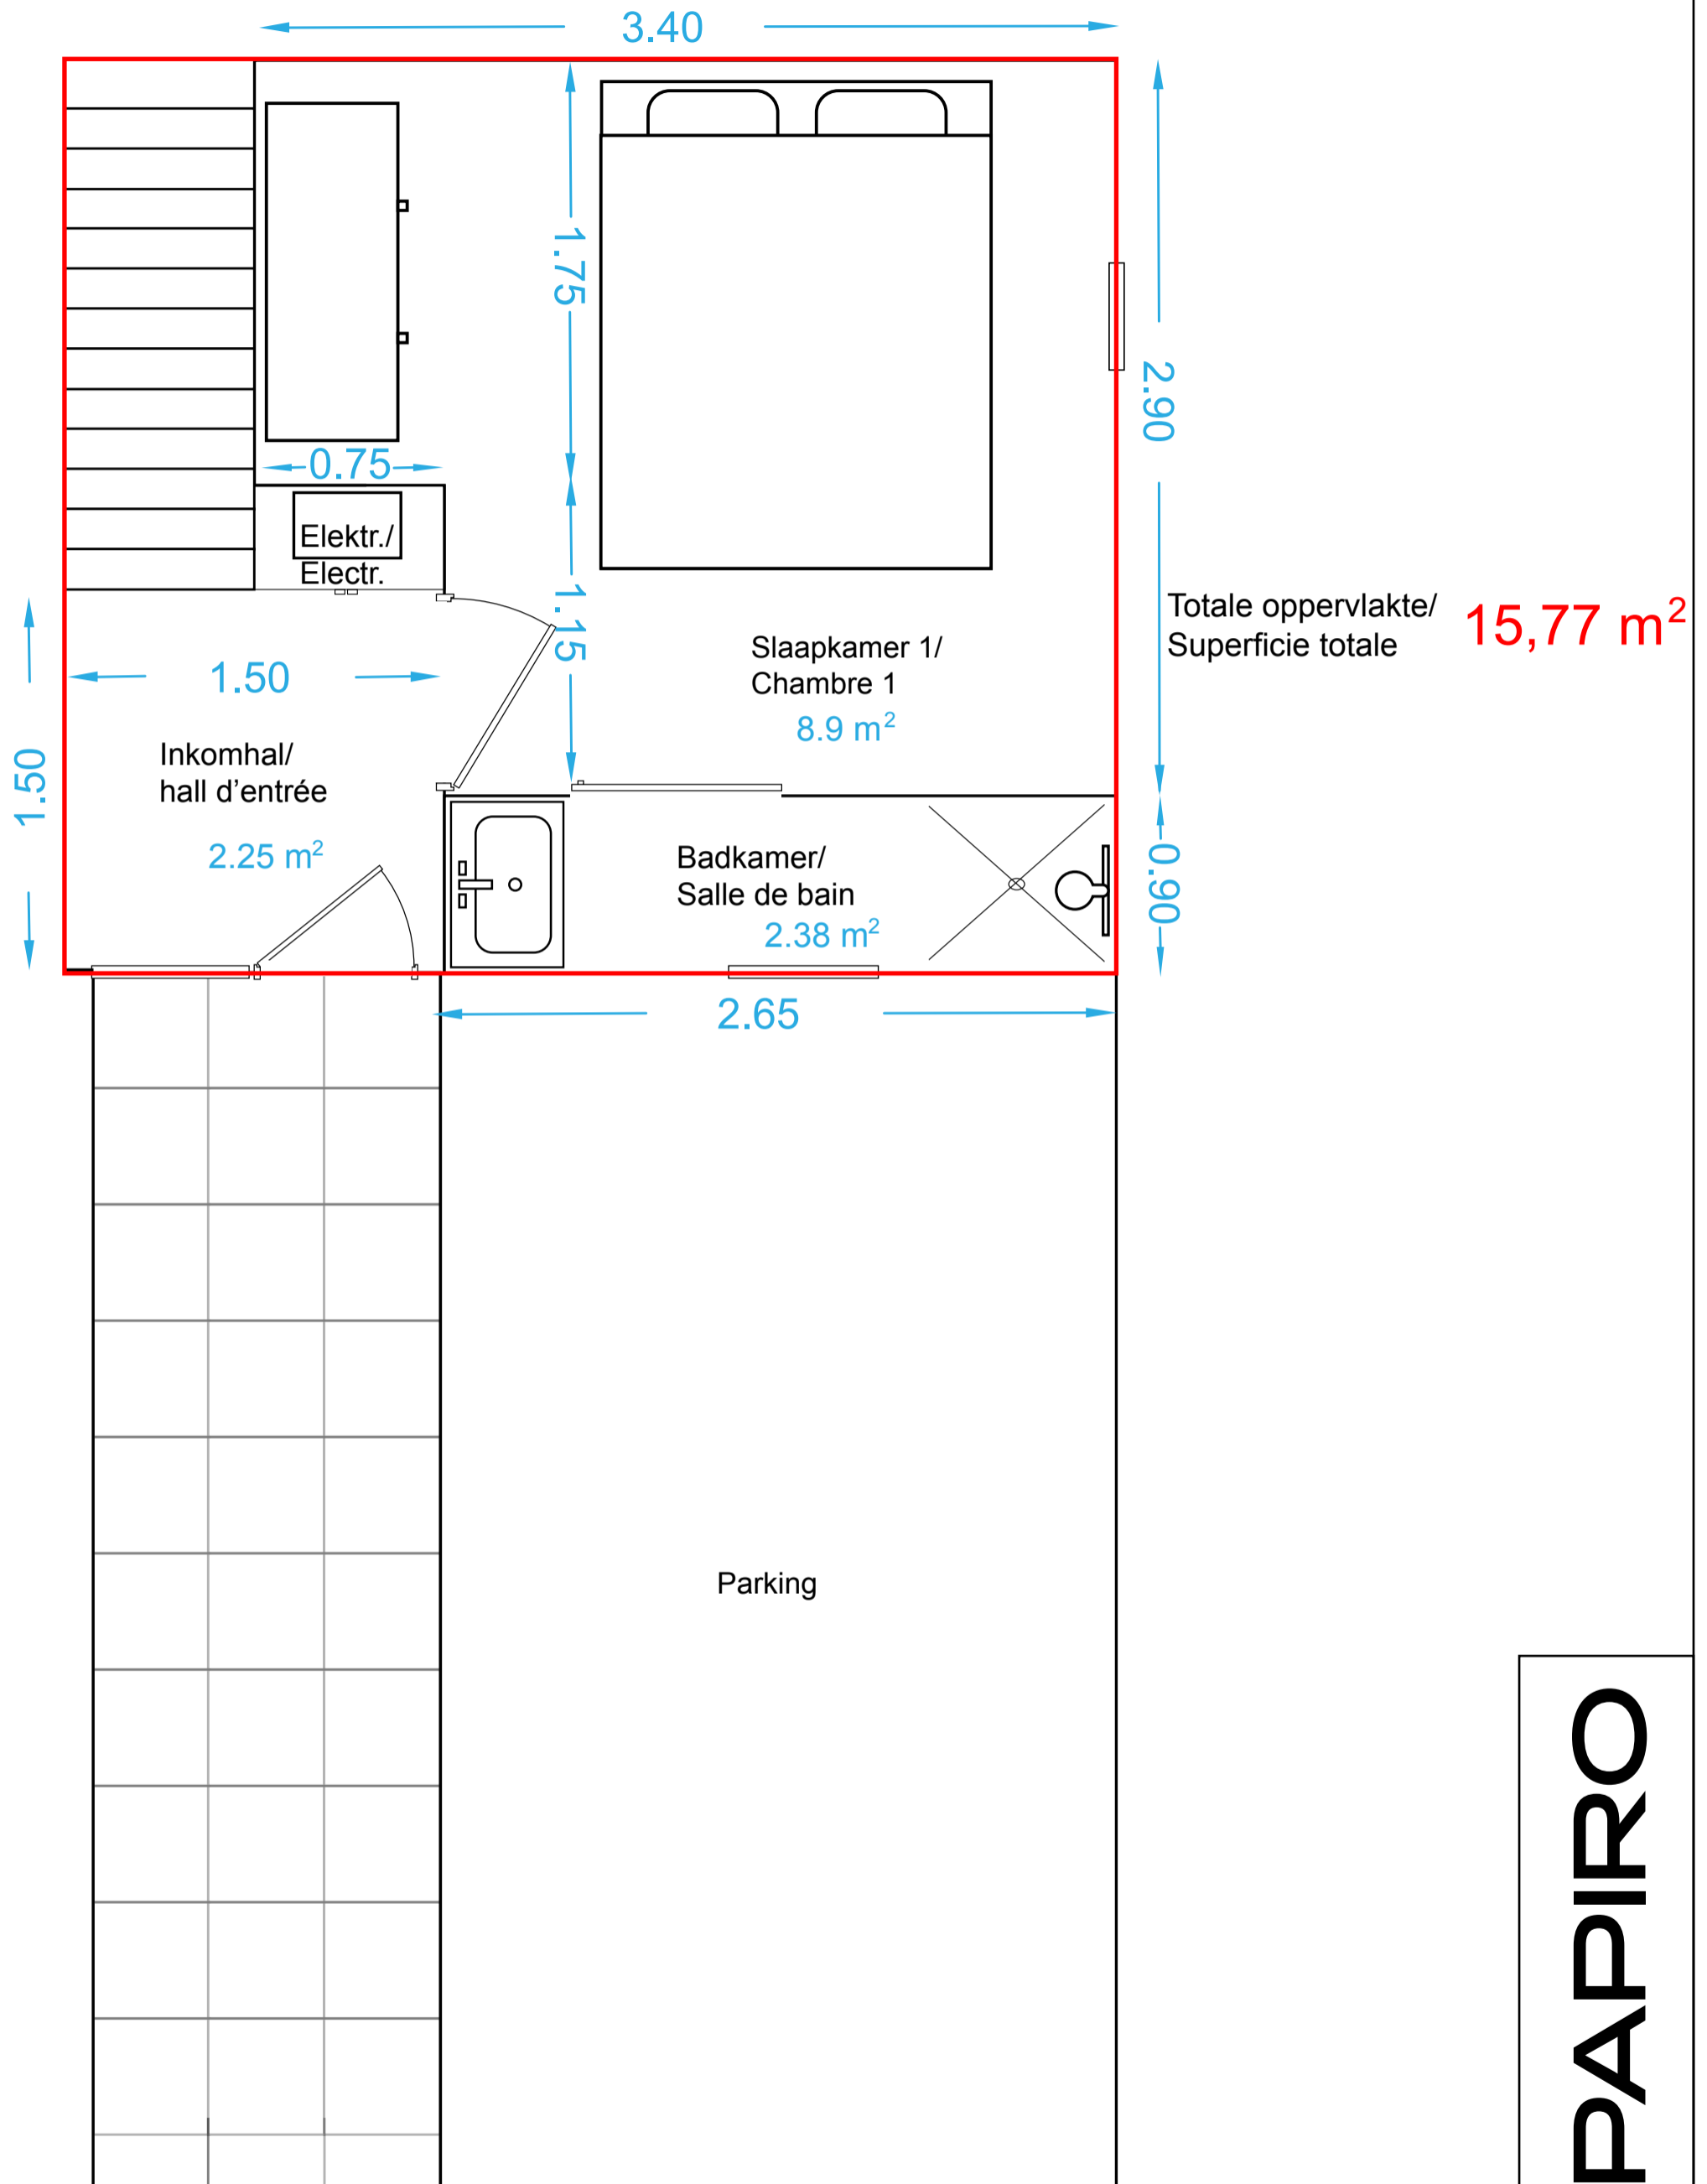 3.40
1.75
2.90
0.75
Elektr./
Electr.
1.15
Totale oppervlakte/
Superficie totale
15,77 m²
Slaapkamer 1/
Chambre 1
8.9 m²
1.50
1.50
Inkomhal/
hall d’entrée
2.25 m²
Badkamer/
Salle de bain
2.38 m²
0.90
2.65
Parking
PAPIRO